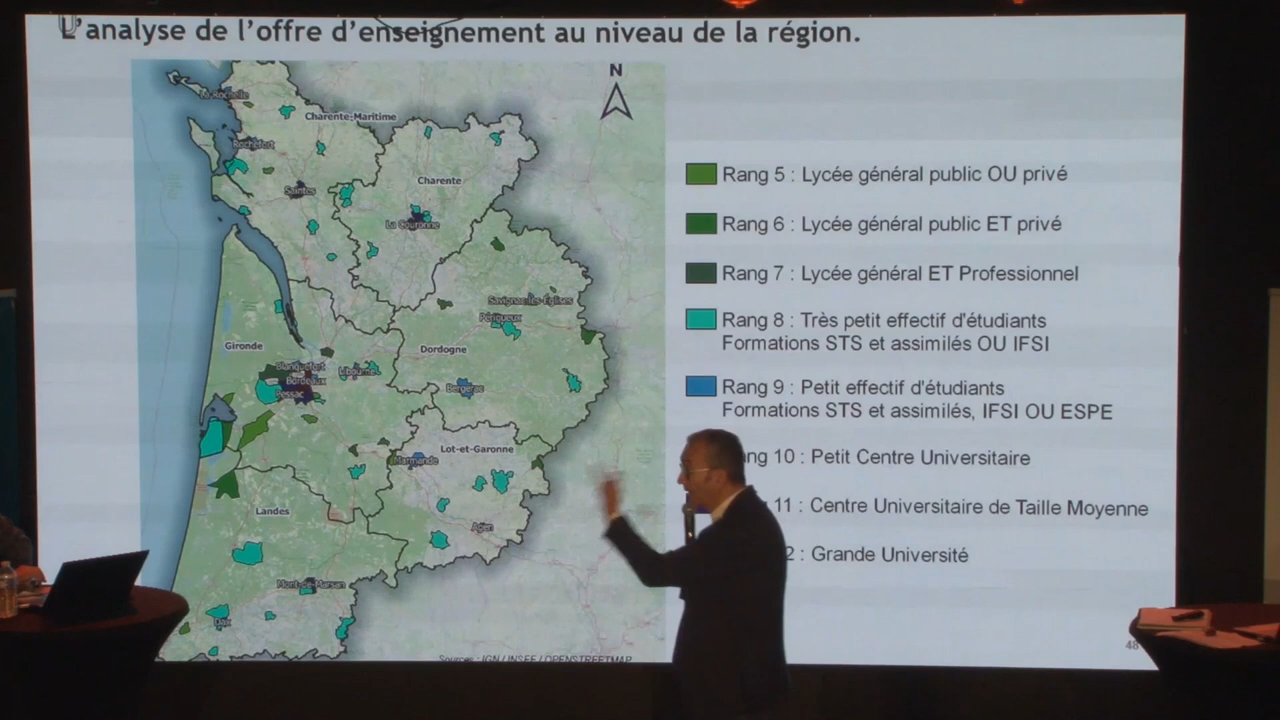 L'analyse de l'offre d'enseignement au niveau de la région.
N
La Rochelle
Charente-Maritime
Rochefort
Charente
Saintes
La Couronne
Savignac-les-Églises
Périgueux
Gironde
Dordogne
Blanquefort
Libourne
Bordeaux
Pessac
Bergerac
Lot-et-Garonne
Marmande
Landes
Agen
Mont-de-Marsan
Dax
Sources : IGN / INSEE / OPENSTREETMAP
Rang 5 : Lycée général public OU privé
Rang 6 : Lycée général public ET privé
Rang 7 : Lycée général ET Professionnel
Rang 8 : Très petit effectif d'étudiants
Formations STS et assimilés OU IFSI
Rang 9 : Petit effectif d'étudiants
Formations STS et assimilés, IFSI OU ESPE
ang 10 : Petit Centre Universitaire
11 : Centre Universitaire de Taille Moyenne
2 : Grande Université
48